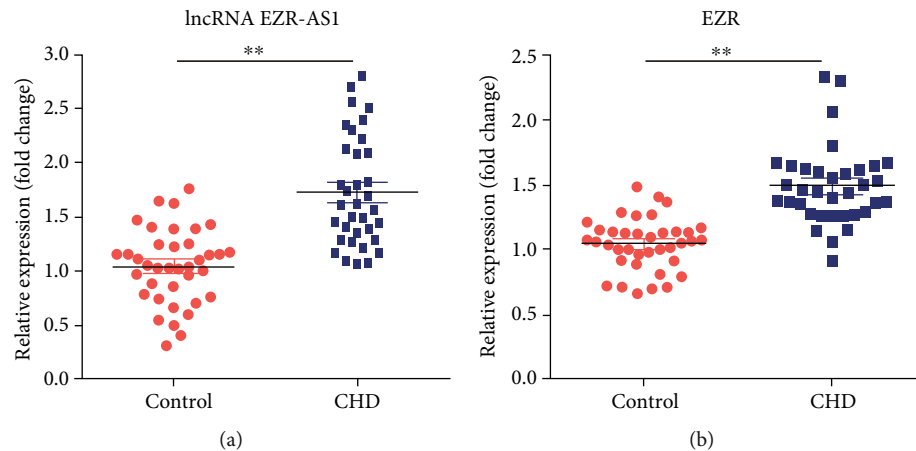 lncRNA EZR-AS1
**
Relative expression (fold change)
3.0
2.5
2.0
1.5
1.0
0.5
0.0
Control
CHD
(a)
EZR
**
Relative expression (fold change)
2.5
2.0
1.5
1.0
0.5
0.0
Control
CHD
(b)